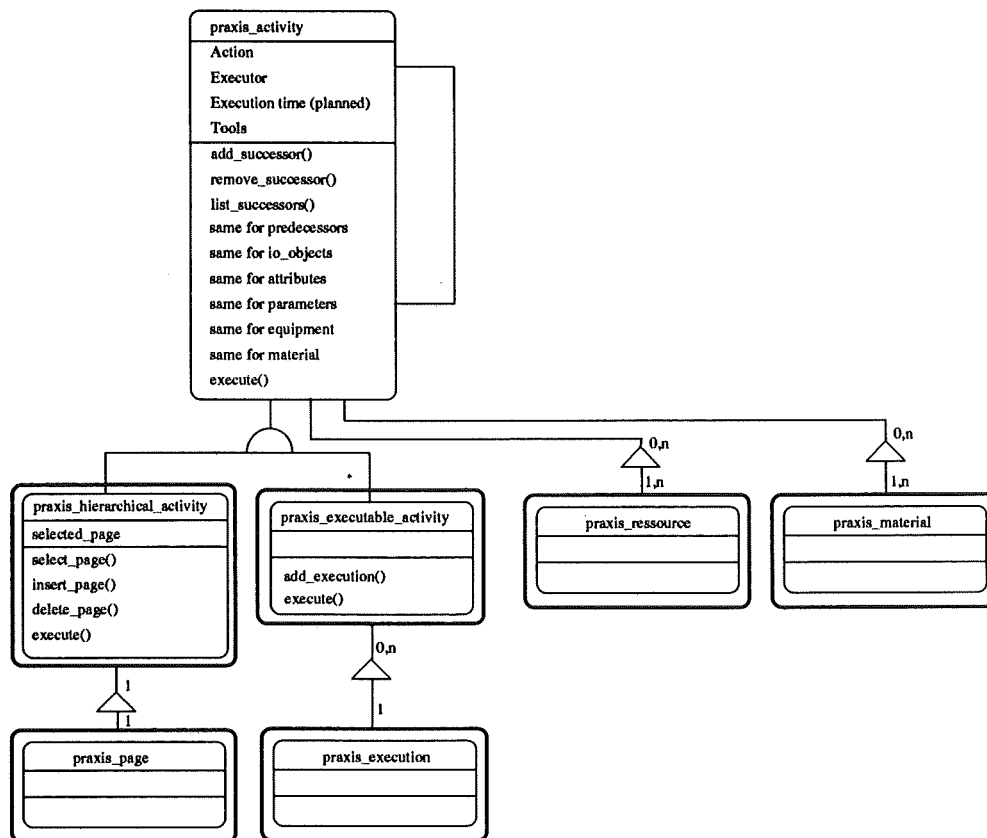 praxis_activity
Action
Executor
Execution time (planned)
Tools
add_successor()
remove_successor()
list_successors()
same for predecessors
same for io_objects
same for attributes
same for parameters
same for equipment
same for material
execute()
0,n
1,n
0,n
1,n
praxis_hierarchical_activity
selected_page
select_page()
insert_page()
delete_page()
execute()
praxis_executable_activity
add_execution()
execute()
praxis_ressource
praxis_material
1
1
0,n
1
praxis_page
praxis_execution